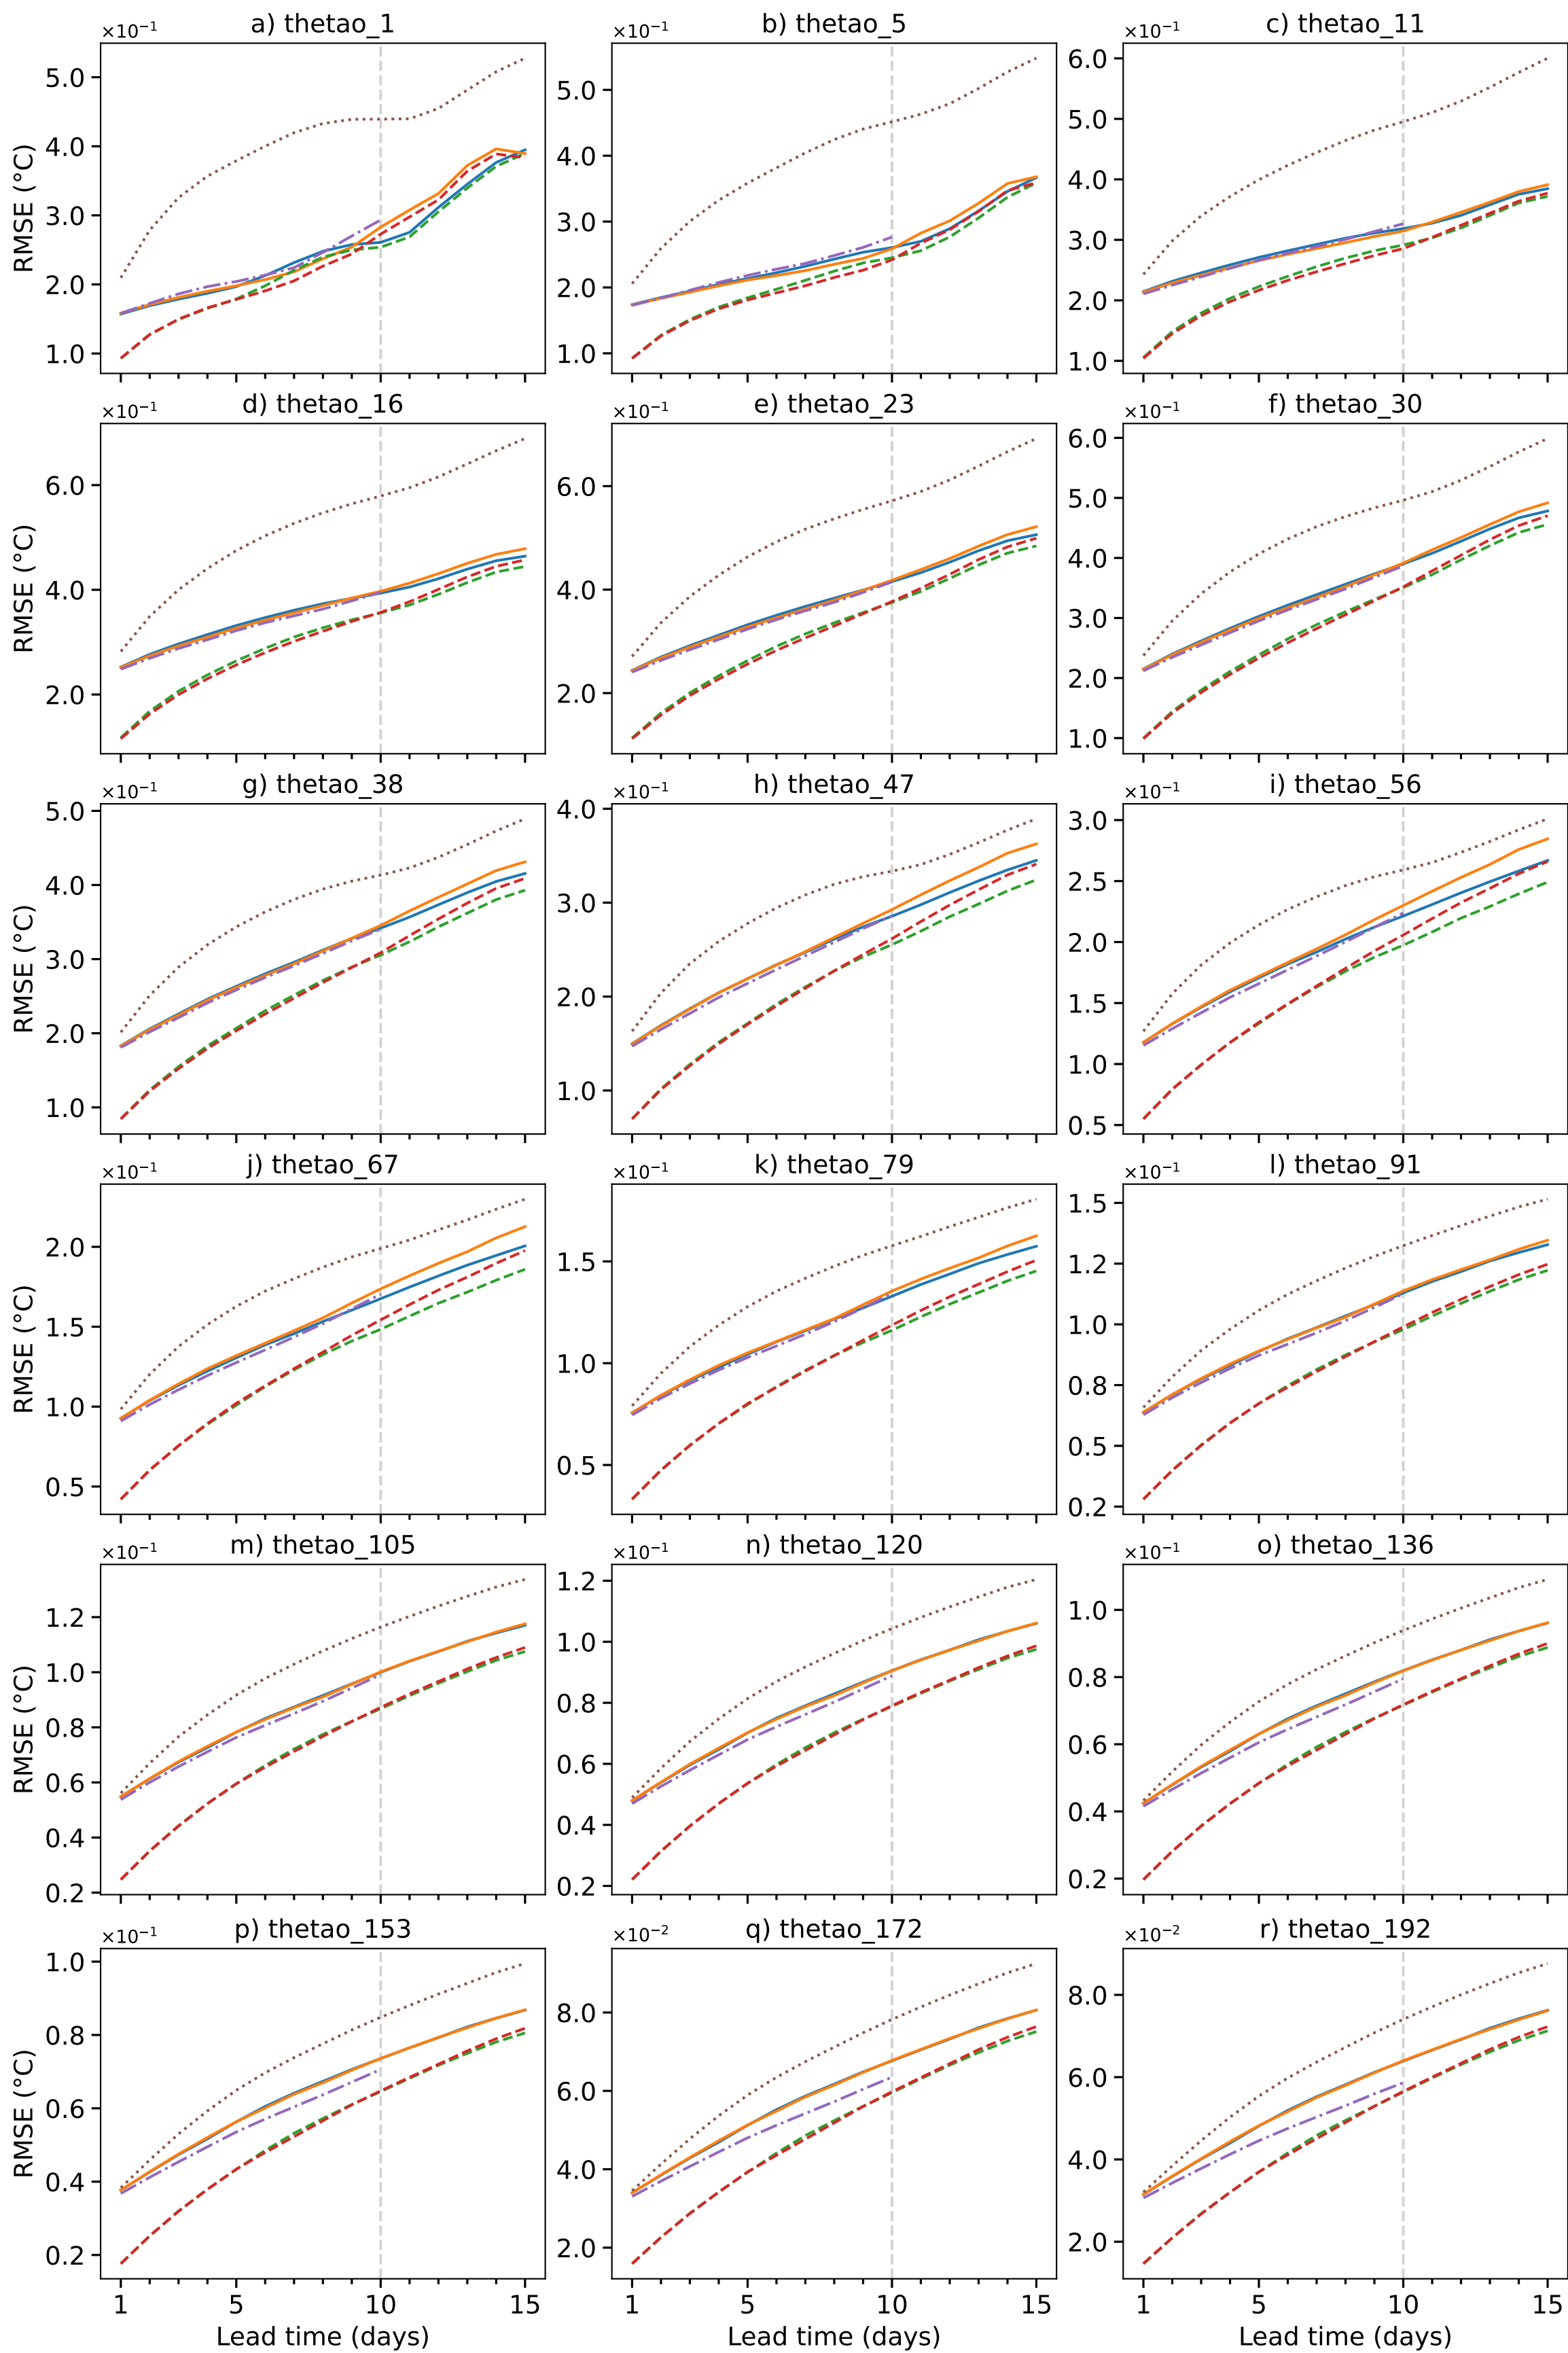 a) thetao_1 b) thetao_5 c) thetao_11
×10⁻¹ ×10⁻¹ ×10⁻¹
RMSE (°C)
5.0 4.0 3.0 2.0 1.0
5.0 4.0 3.0 2.0 1.0
6.0 5.0 4.0 3.0 2.0 1.0
d) thetao_16 e) thetao_23 f) thetao_30
×10⁻¹ ×10⁻¹ ×10⁻¹
RMSE (°C)
6.0 4.0 2.0
6.0 4.0 2.0
6.0 5.0 4.0 3.0 2.0 1.0
g) thetao_38 h) thetao_47 i) thetao_56
×10⁻¹ ×10⁻¹ ×10⁻¹
RMSE (°C)
5.0 4.0 3.0 2.0 1.0
4.0 3.0 2.0 1.0
3.0 2.5 2.0 1.5 1.0 0.5
j) thetao_67 k) thetao_79 l) thetao_91
×10⁻¹ ×10⁻¹ ×10⁻¹
RMSE (°C)
2.0 1.5 1.0 0.5
1.5 1.0 0.5
1.5 1.2 1.0 0.8 0.5 0.2
m) thetao_105 n) thetao_120 o) thetao_136
×10⁻¹ ×10⁻¹ ×10⁻¹
RMSE (°C)
1.2 1.0 0.8 0.6 0.4 0.2
1.2 1.0 0.8 0.6 0.4 0.2
1.0 0.8 0.6 0.4 0.2
p) thetao_153 q) thetao_172 r) thetao_192
×10⁻¹ ×10⁻² ×10⁻²
RMSE (°C)
1.0 0.8 0.6 0.4 0.2
8.0 6.0 4.0 2.0
8.0 6.0 4.0 2.0
1 5 10 15 1 5 10 15 1 5 10 15
Lead time (days) Lead time (days) Lead time (days)